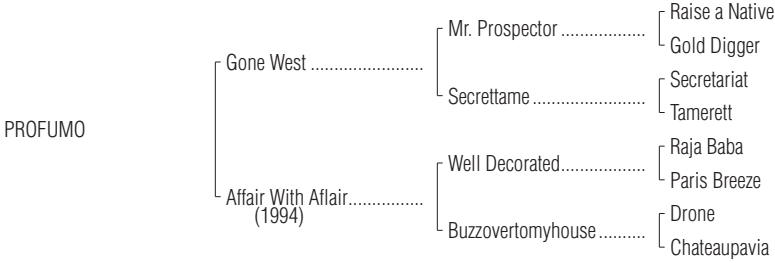 Raise a Native
Mr. Prospector ....................
Gold Digger
Gone West ........................
Secretariat
Secrettame ........................
Tamerett
PROFUMO
Raja Baba
Well Decorated....................
Paris Breeze
Affair With Aflair................
(1994)
Drone
Buzzovertomyhouse ..........
Chateaupavia